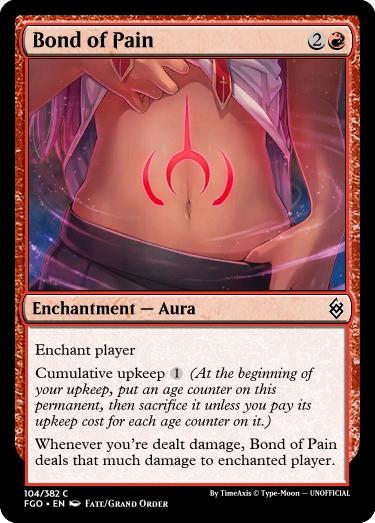 Bond of Pain 2
Enchantment — Aura
Enchant player
Cumulative upkeep 1 (At the beginning of
your upkeep, put an age counter on this
permanent, then sacrifice it unless you pay its
upkeep cost for each age counter on it.)
Whenever you're dealt damage, Bond of Pain
deals that much damage to enchanted player.
104/382 C
FGO • EN Fate/Grand Order
By TimeAxis © Type-Moon — UNOFFICIAL